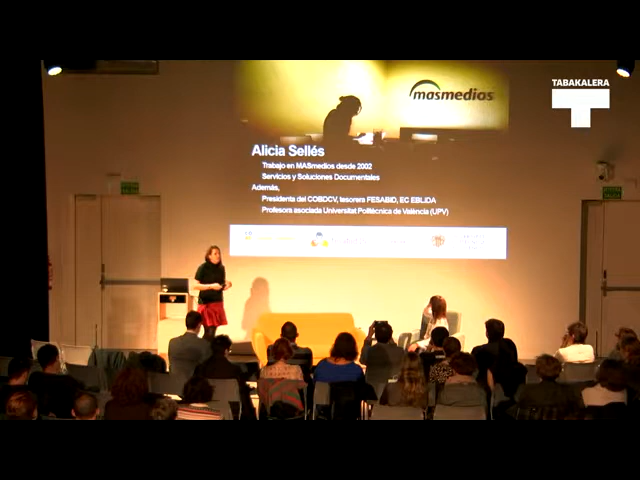 TABAKALERA
T
masmedios
Alicia Sellés
Trabajo en MASmedios desde 2002
Servicios y Soluciones Documentales
Además,
Presidenta del COBDCV, tesorera FESABID, EC EBLIDA
Profesora asociada Universitat Politècnica de València (UPV)